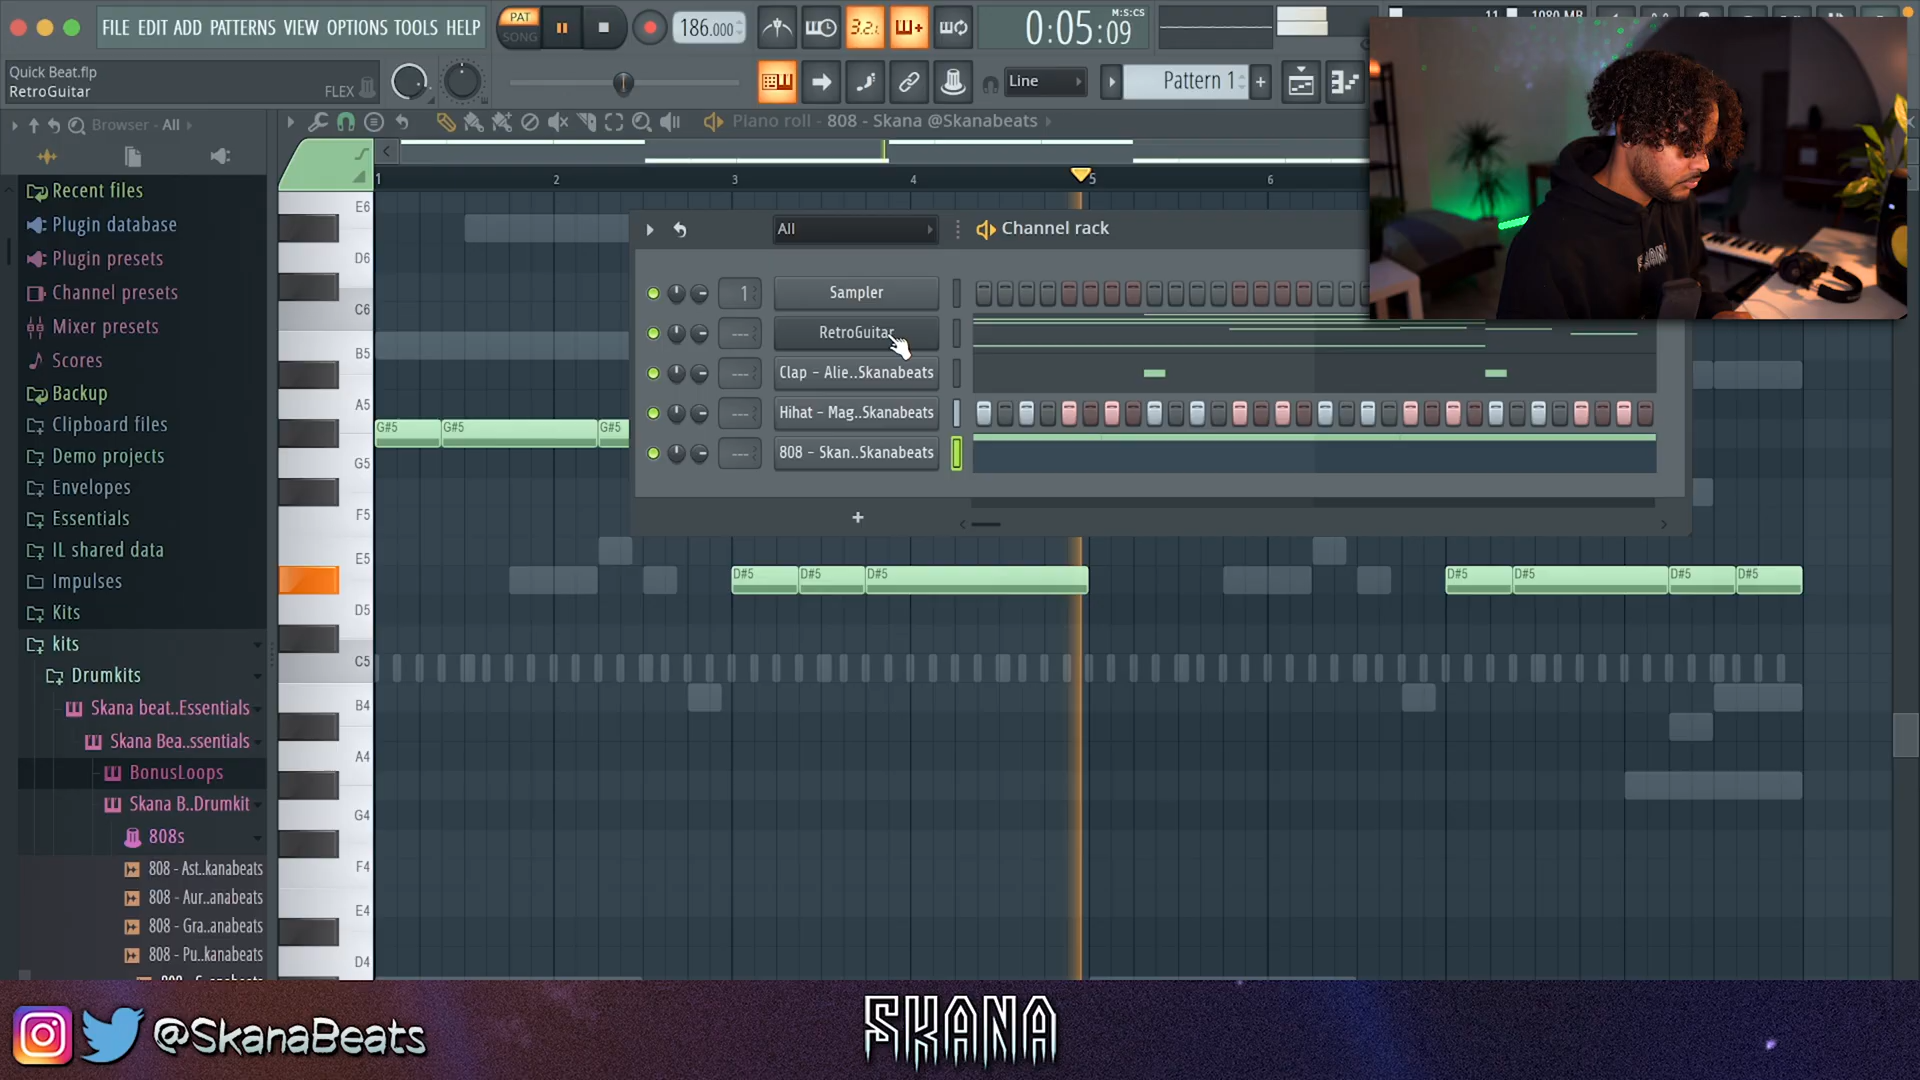 FILE EDIT ADD PATTERNS VIEW OPTIONS TOOLS HELP
PAT
SONG
186.000
3.2.
M:S:CS
0:05:09
11
1080 MB
Quick Beat.flp
RetroGuitar
FLEX
Line
Pattern 1
+
Browser - All
Piano roll - 808 - Skana @Skanabeats
1 2 3 4 5 6
Recent files
Plugin database
Plugin presets
Channel presets
Mixer presets
Scores
Backup
Clipboard files
Demo projects
Envelopes
Essentials
IL shared data
Impulses
Kits
kits
Drumkits
Skana beat..Essentials
Skana Bea..ssentials
BonusLoops
Skana B..Drumkit
808s
808 - Ast..kanabeats
808 - Aur..anabeats
808 - Gra..anabeats
808 - Pu..kanabeats
E6
D6
C6
B5
A5
G5
F5
E5
D5
C5
B4
A4
G4
F4
E4
D4
G#5 G#5 G#5
D#5 D#5 D#5
D#5 D#5 D#5 D#5
All
Channel rack
1
Sampler
---
RetroGuitar
---
Clap - Alie..Skanabeats
---
Hihat - Mag..Skanabeats
---
808 - Skan..Skanabeats
+
@SkanaBeats
SKANA